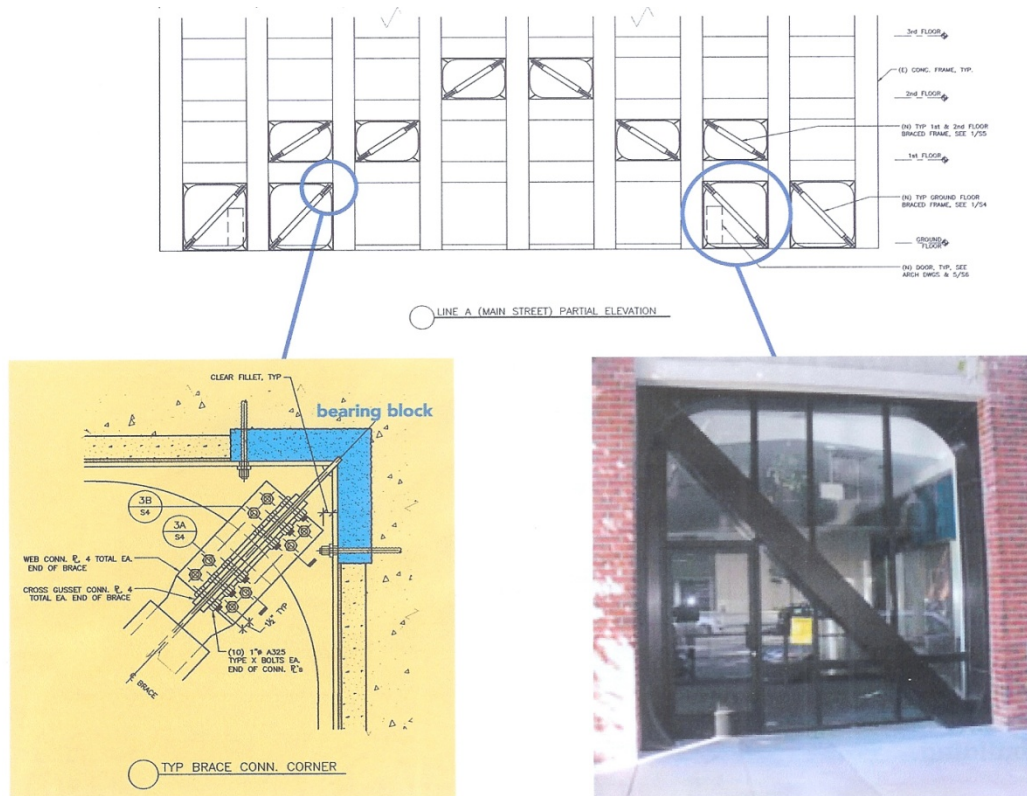 3rd FLOOR
(E) CONC. FRAME, TYP.
2nd FLOOR
(N) TYP 1st & 2nd FLOOR
BRACED FRAME, SEE 1/S5
1st FLOOR
(N) TYP GROUND FLOOR
BRACED FRAME, SEE 1/S4
GROUND
FLOOR
(N) DOOR, TYP, SEE
ARCH DWGS & 5/S6
LINE A (MAIN STREET) PARTIAL ELEVATION
CLEAR FILLET, TYP
bearing block
3B
S4
3A
S4
WEB CONN. PL, 4 TOTAL EA.
END OF BRACE
CROSS GUSSET CONN. PL, 4
TOTAL EA. END OF BRACE
1½" TYP
(10) 1"ø A325
TYPE X BOLTS EA.
END OF CONN. PL's
BRACE
TYP BRACE CONN. CORNER